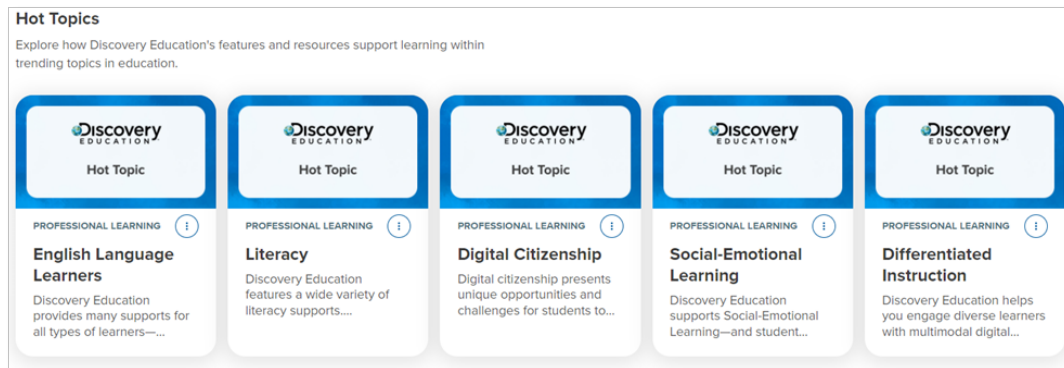 Hot Topics
Explore how Discovery Education's features and resources support learning within
trending topics in education.
Discovery
EDUCATION
Hot Topic
PROFESSIONAL LEARNING
English Language
Learners
Discovery Education
provides many supports for
all types of learners—...
Discovery
EDUCATION
Hot Topic
PROFESSIONAL LEARNING
Literacy
Discovery Education
features a wide variety of
literacy supports....
Discovery
EDUCATION
Hot Topic
PROFESSIONAL LEARNING
Digital Citizenship
Digital citizenship presents
unique opportunities and
challenges for students to...
Discovery
EDUCATION
Hot Topic
PROFESSIONAL LEARNING
Social-Emotional
Learning
Discovery Education
supports Social-Emotional
Learning—and student...
Discovery
EDUCATION
Hot Topic
PROFESSIONAL LEARNING
Differentiated
Instruction
Discovery Education helps
you engage diverse learners
with multimodal digital...